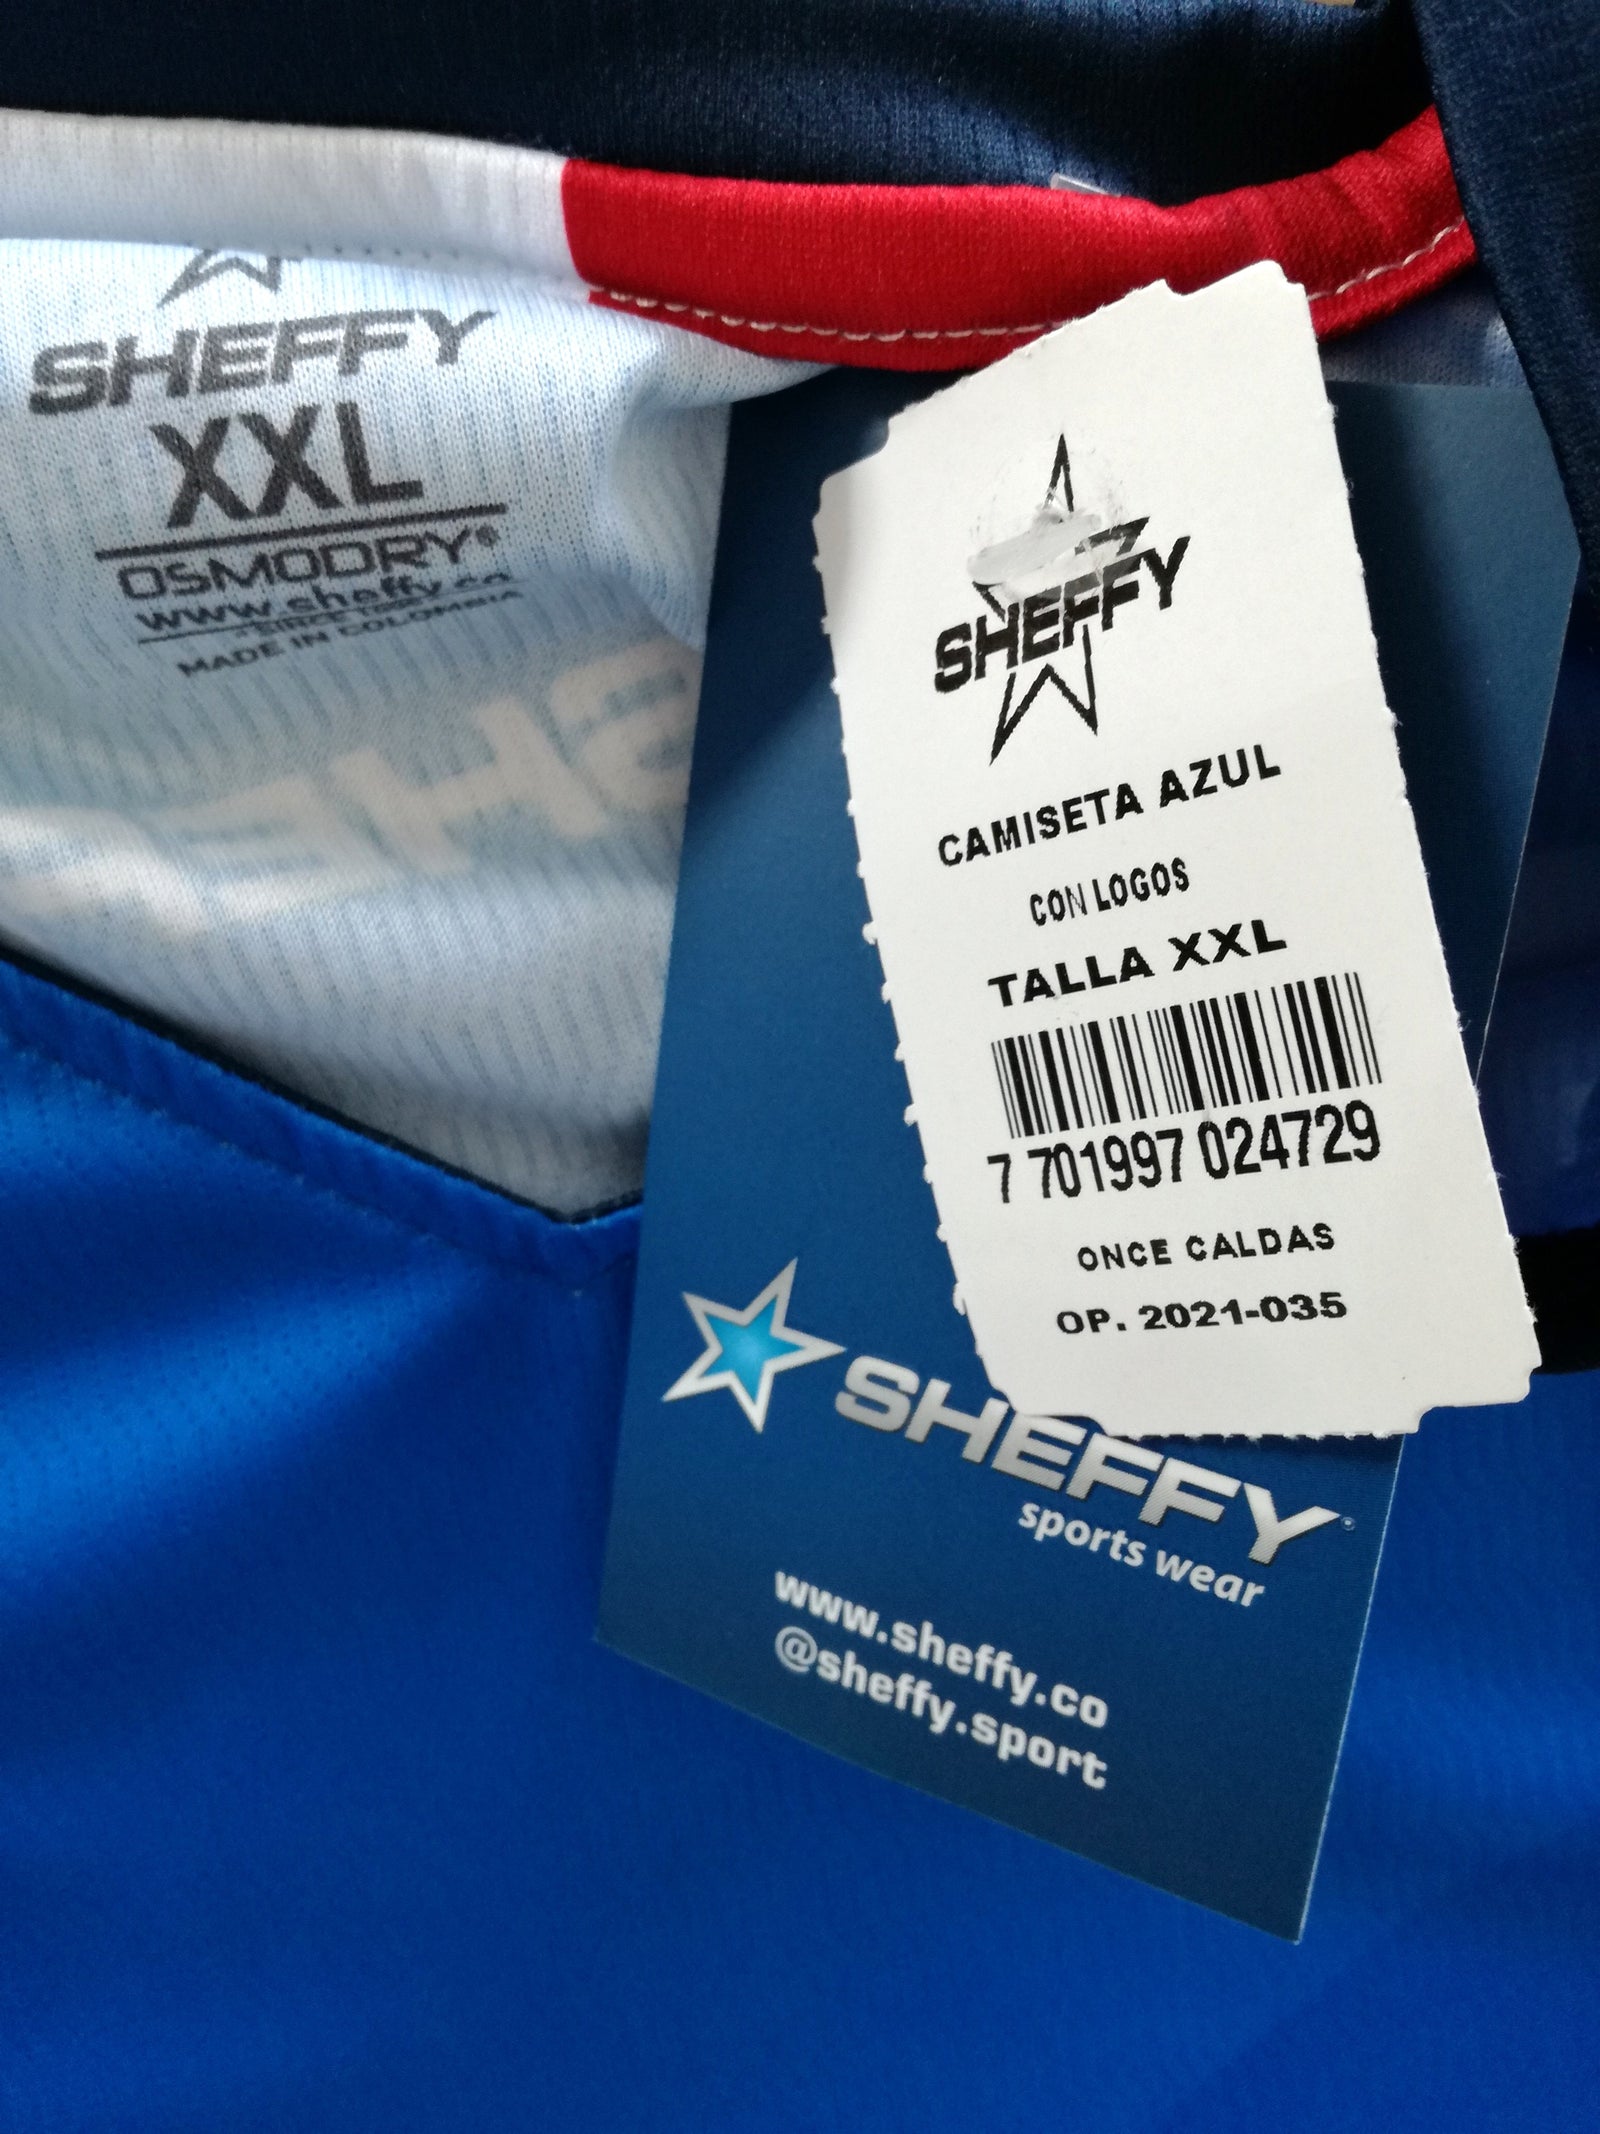 SHEFFY
XXL
OSMODRY®
www.sheffy.co
MADE IN COLOMBIA
SHEFFY
CAMISETA AZUL
CON LOGOS
TALLA XXL
7 701997 024729
ONCE CALDAS
OP. 2021-035
SHEFFY
sports wear
www.sheffy.co
@sheffy.sport